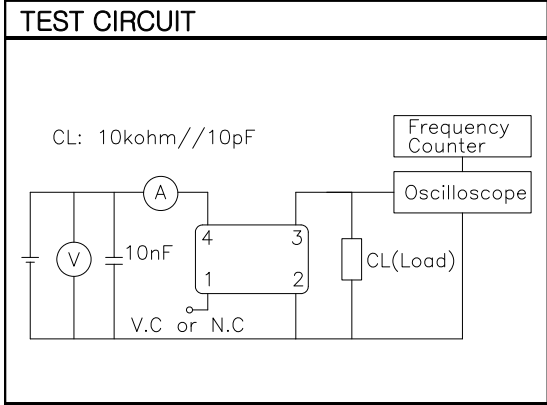 TEST CIRCUIT
CL: 10kohm//10pF
Frequency
Counter
A
Oscilloscope
4
3
V
10nF
CL(Load)
1
2
V.C or N.C